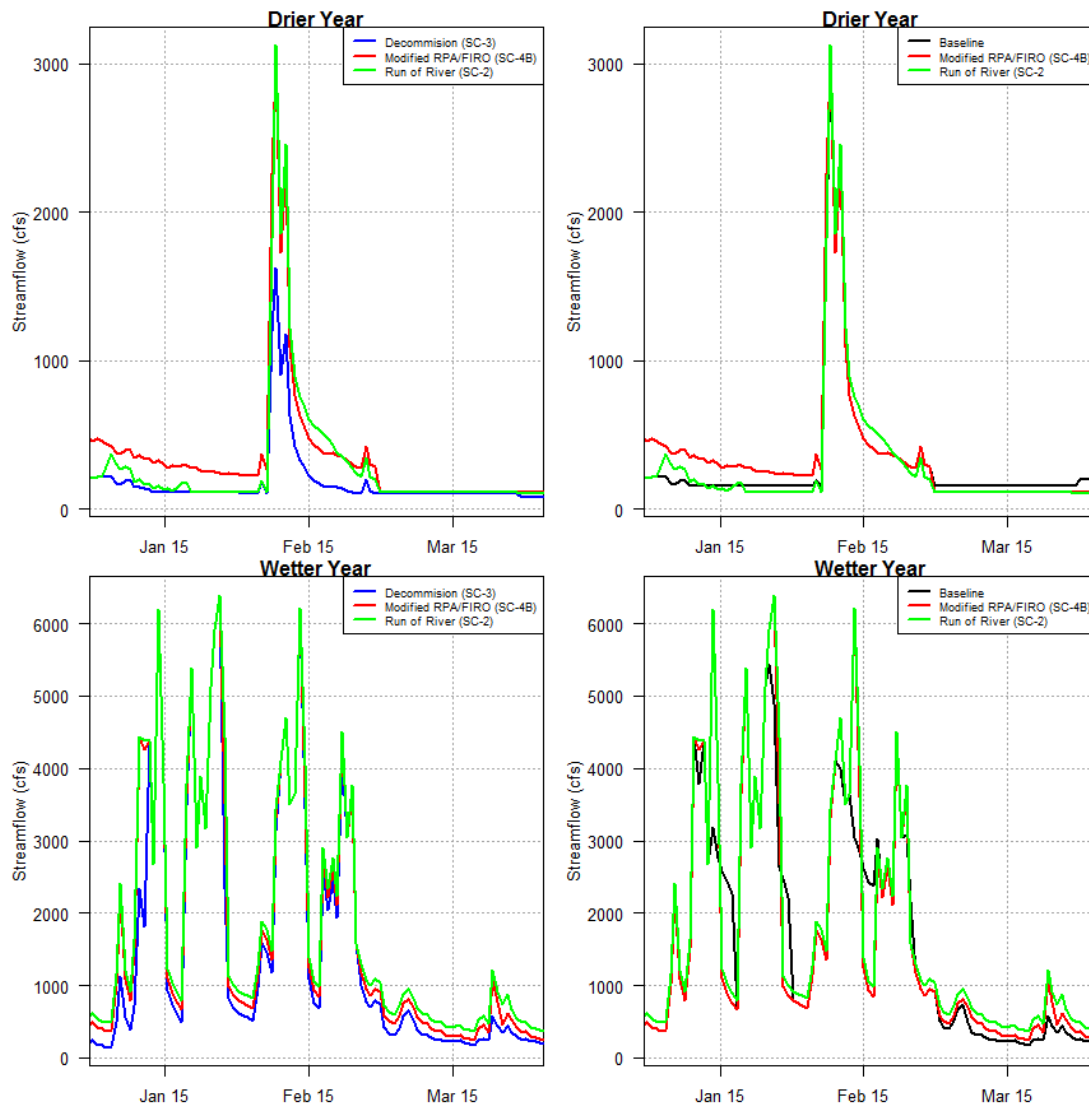 Drier Year
Decommision (SC-3)
Modified RPA/FIRO (SC-4B)
Run of River (SC-2)
Streamflow (cfs)
3000
2000
1000
0
Jan 15 Feb 15 Mar 15
Drier Year
Baseline
Modified RPA/FIRO (SC-4B)
Run of River (SC-2
Streamflow (cfs)
3000
2000
1000
0
Jan 15 Feb 15 Mar 15
Wetter Year
Decommision (SC-3)
Modified RPA/FIRO (SC-4B)
Run of River (SC-2)
Streamflow (cfs)
6000
5000
4000
3000
2000
1000
0
Jan 15 Feb 15 Mar 15
Wetter Year
Baseline
Modified RPA/FIRO (SC-4B)
Run of River (SC-2)
Streamflow (cfs)
6000
5000
4000
3000
2000
1000
0
Jan 15 Feb 15 Mar 15